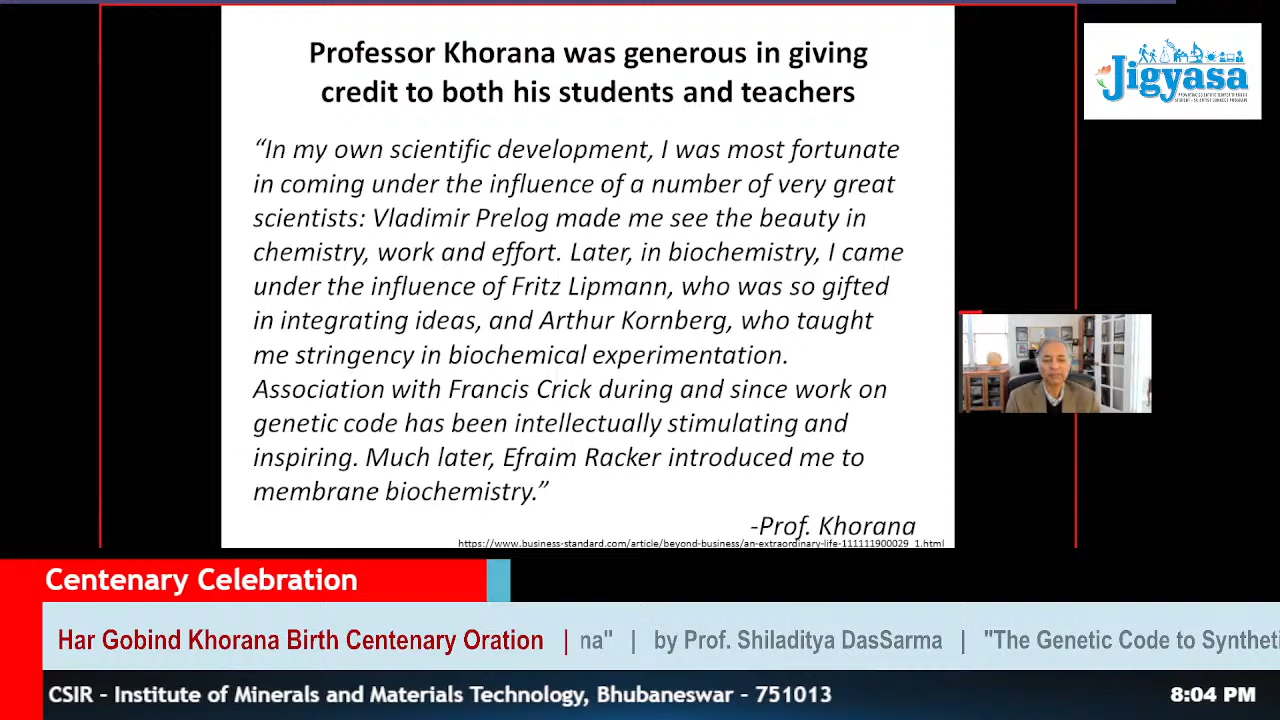 Professor Khorana was generous in giving
credit to both his students and teachers
“In my own scientific development, I was most fortunate
in coming under the influence of a number of very great
scientists: Vladimir Prelog made me see the beauty in
chemistry, work and effort. Later, in biochemistry, I came
under the influence of Fritz Lipmann, who was so gifted
in integrating ideas, and Arthur Kornberg, who taught
me stringency in biochemical experimentation.
Association with Francis Crick during and since work on
genetic code has been intellectually stimulating and
inspiring. Much later, Efraim Racker introduced me to
membrane biochemistry.”
-Prof. Khorana
https://www.business-standard.com/article/beyond-business/an-extraordinary-life-111111900029_1.html
Jigyasa
Centenary Celebration
Har Gobind Khorana Birth Centenary Oration | na" | by Prof. Shiladitya DasSarma | "The Genetic Code to Syntheti
CSIR - Institute of Minerals and Materials Technology, Bhubaneswar - 751013
8:04 PM